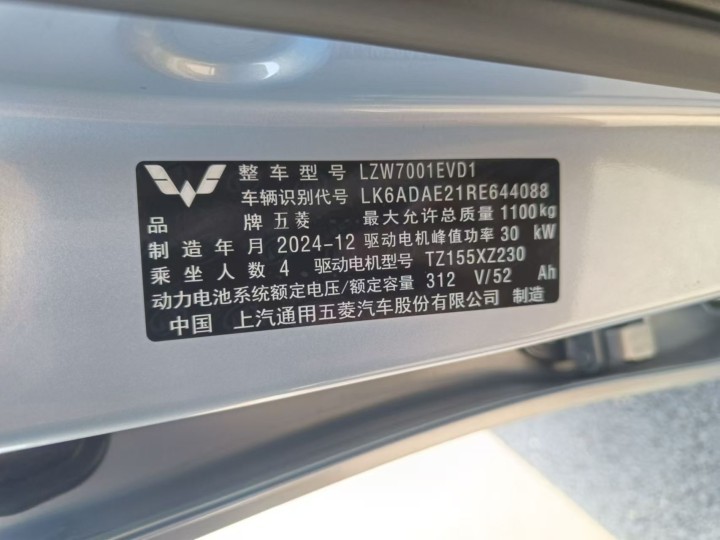 整车型号 LZW7001EVD1
车辆识别代号 LK6ADAE21RE644088
品牌 五菱 最大允许总质量 1100kg
制造年月 2024-12 驱动电机峰值功率 30 kW
乘坐人数 4 驱动电机型号 TZ155XZ230
动力电池系统额定电压/额定容量 312 V/52 Ah
中国 上汽通用五菱汽车股份有限公司 制造